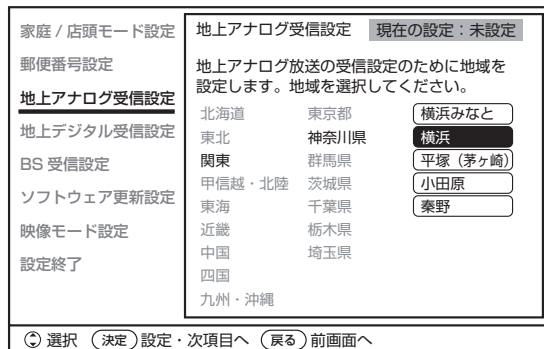 家庭 / 店頭モード設定
郵便番号設定
地上アナログ受信設定
地上デジタル受信設定
BS 受信設定
ソフトウェア更新設定
映像モード設定
設定終了
地上アナログ受信設定 現在の設定：未設定
地上アナログ放送の受信設定のために地域を
設定します。地域を選択してください。
北海道 東京都 横浜みなと
東北 神奈川県 横浜
関東 群馬県 平塚（茅ヶ崎）
甲信越・北陸 茨城県 小田原
東海 千葉県 秦野
近畿 栃木県
中国 埼玉県
四国
九州・沖縄
選択 決定 設定・次項目へ 戻る 前画面へ